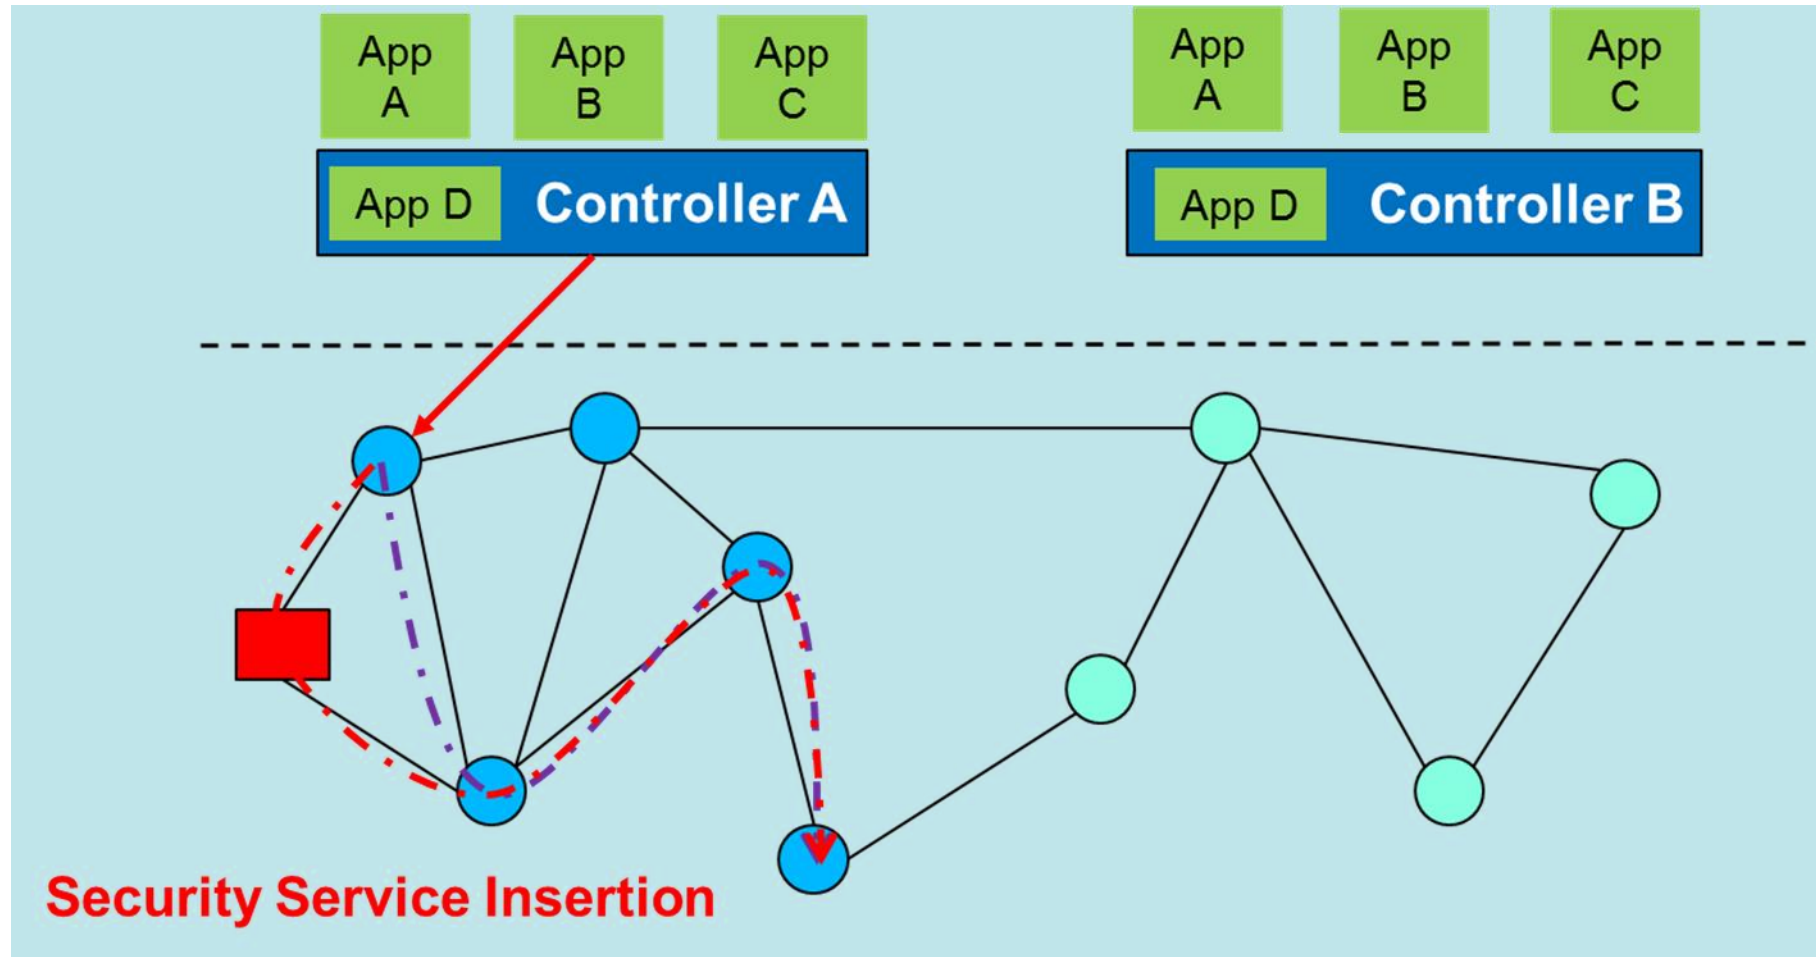 App
A
App
B
App
C
App
A
App
B
App
C
App D
Controller A
App D
Controller B
Security Service Insertion